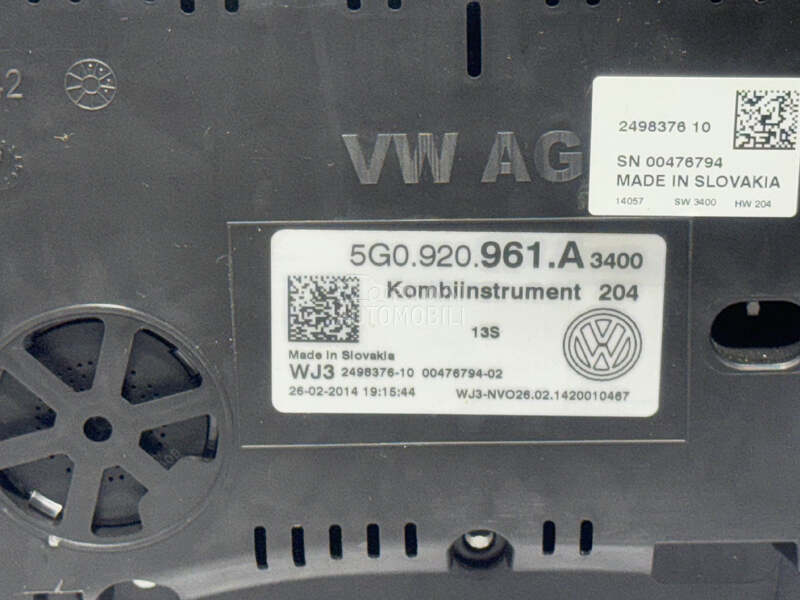 2
VW AG
2498376 10
SN 00476794
MADE IN SLOVAKIA
14057 SW 3400 HW 204
5G0.920.961.A 3400
Kombiinstrument 204
13S
Made in Slovakia
WJ3 2498376-10 00476794-02
26-02-2014 19:15:44 WJ3-NVO26.02.1420010467